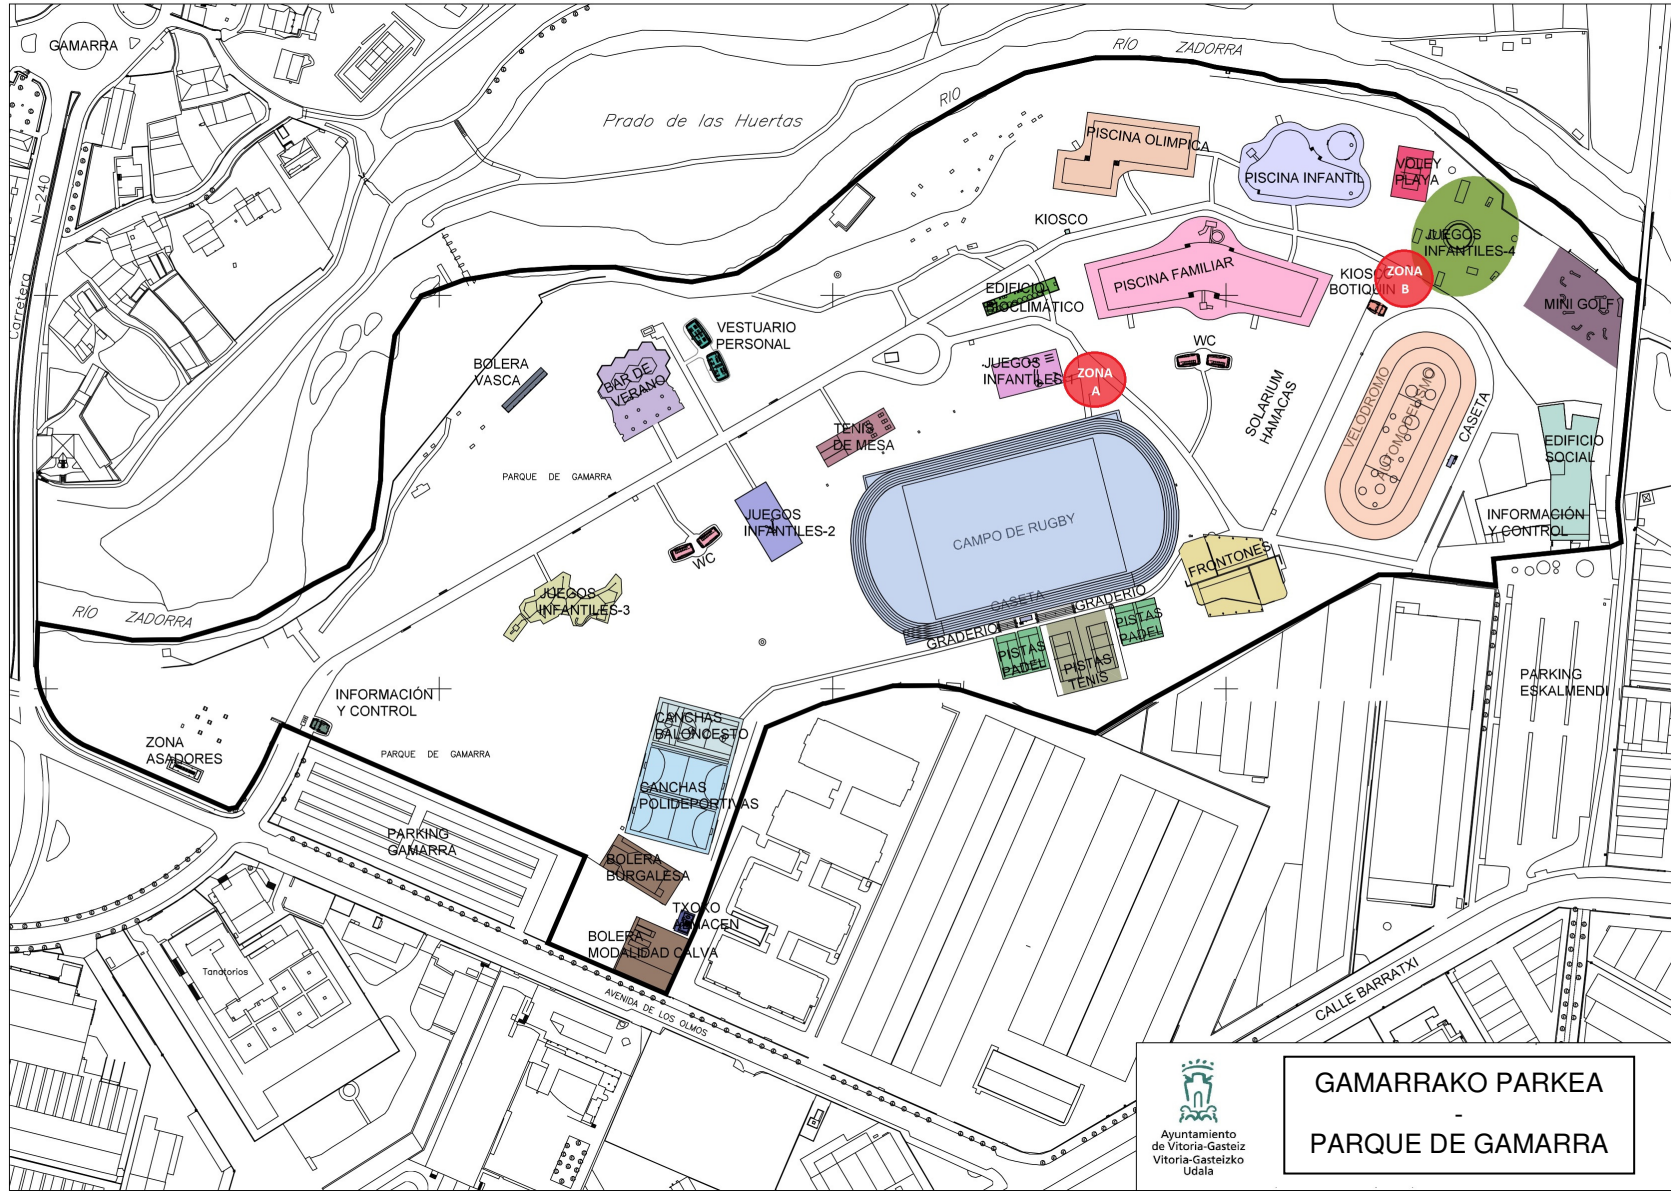 GAMARRA
N-240
Carretera
RÍO ZADORRA
RIO
Prado de las Huertas
PISCINA OLIMPICA
PISCINA INFANTIL
VOLEY
PLAYA
JUEGOS
INFANTILES-4
KIOSCO
PISCINA FAMILIAR
KIOSCO
BOTIQUIN
ZONA
B
MINI GOLF
EDIFICIO
BIOCLIMÁTICO
VESTUARIO
PERSONAL
BOLERA
VASCA
BAR DE
VERANO
JUEGOS
INFANTILES-1
ZONA
A
WC
SOLARIUM
HAMACAS
VELODROMO
AUTOMODELISMO
CASETA
EDIFICIO
SOCIAL
TENIS
DE MESA
PARQUE DE GAMARRA
JUEGOS
INFANTILES-2
WC
CAMPO DE RUGBY
INFORMACIÓN
Y CONTROL
FRONTONES
JUEGOS
INFANTILES-3
RÍO ZADORRA
CASETA
GRADERIO
GRADERIO
PISTAS
PADEL
PISTAS
PADEL
PISTAS
TENIS
PARKING
ESKALMENDI
INFORMACIÓN
Y CONTROL
ZONA
ASADORES
PARQUE DE GAMARRA
CANCHAS
BALONCESTO
CANCHAS
POLIDEPORTIVAS
PARKING
GAMARRA
BOLERA
BURGALESA
TXOKO
ALMACEN
BOLERA
MODALIDAD CALVA
Tanatorios
AVENIDA DE LOS OLMOS
CALLE BARRATXI
Ayuntamiento
de Vitoria-Gasteiz
Vitoria-Gasteizko
Udala
GAMARRAKO PARKEA
-
PARQUE DE GAMARRA